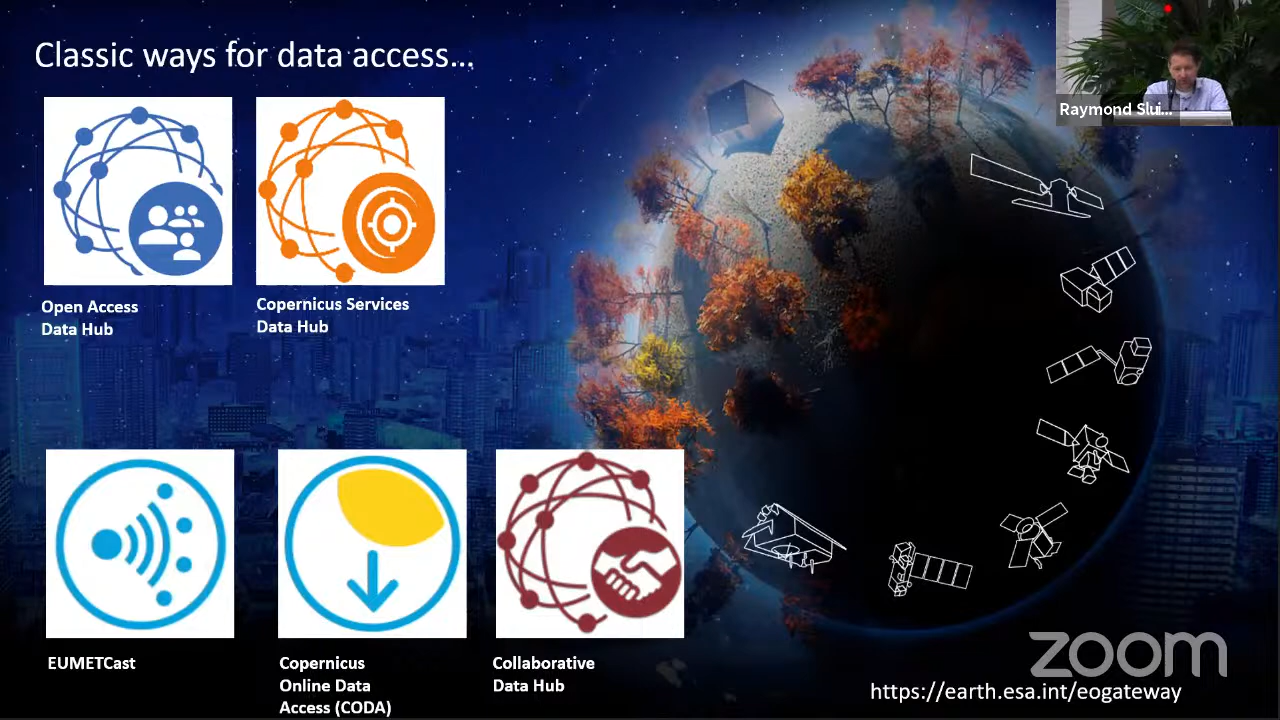 Classic ways for data access...
Raymond Slui...
Open Access
Data Hub
Copernicus Services
Data Hub
EUMETCast
Copernicus
Online Data
Access (CODA)
Collaborative
Data Hub
zoom
https://earth.esa.int/eogateway